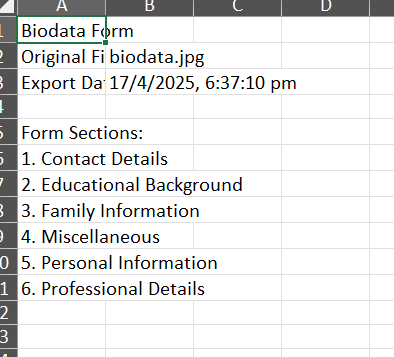 A B C D
1 Biodata Form
2 Original Fi biodata.jpg
3 Export Dat 17/4/2025, 6:37:10 pm
4
5 Form Sections:
6 1. Contact Details
7 2. Educational Background
8 3. Family Information
9 4. Miscellaneous
0 5. Personal Information
1 6. Professional Details
2
3